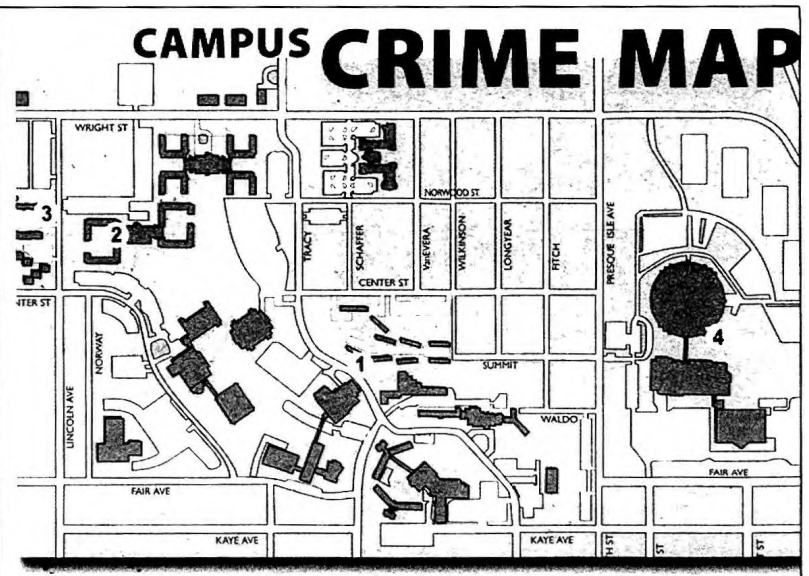 CAMPUS CRIME MAP
WRIGHT ST
NORWOOD ST
3
2
TRACY
SCHAFFER
VanEVERA
WILKINSON
LONGYEAR
FITCH
PRESQUE ISLE AVE
CENTER ST
NTER ST
NORWAY
LINCOLN AVE
1
4
SUMMIT
WALDO
FAIR AVE
FAIR AVE
KAYE AVE
KAYE AVE
H ST
ST
T ST